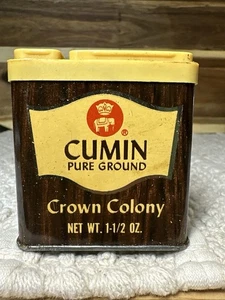 ®
CUMIN
PURE GROUND
Crown Colony
NET WT. 1-1/2 OZ.